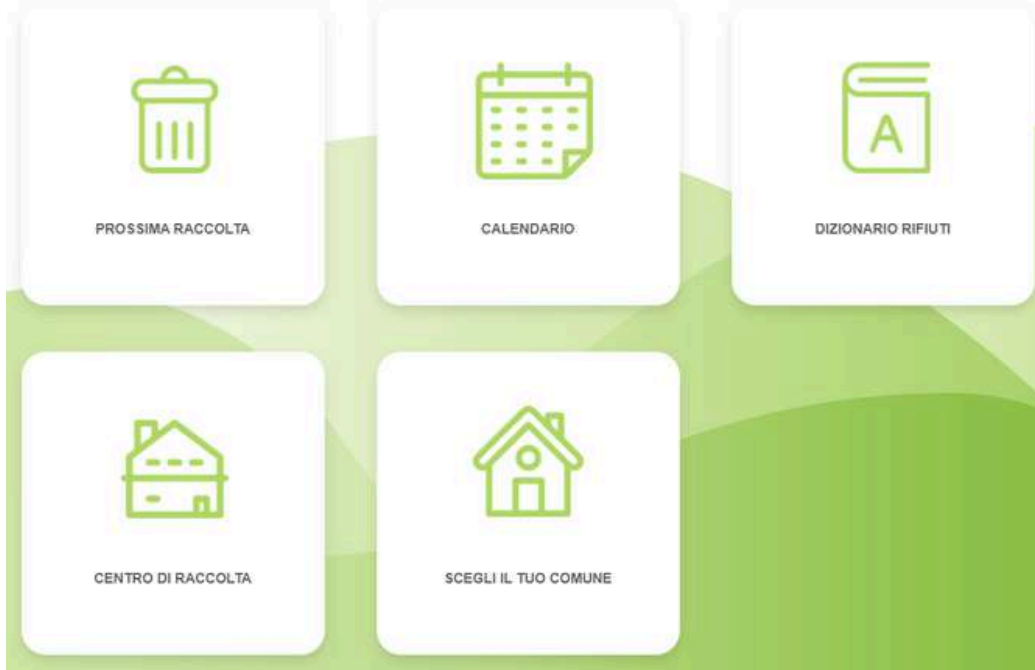 PROSSIMA RACCOLTA
CALENDARIO
A
DIZIONARIO RIFIUTI
CENTRO DI RACCOLTA
SCEGLI IL TUO COMUNE